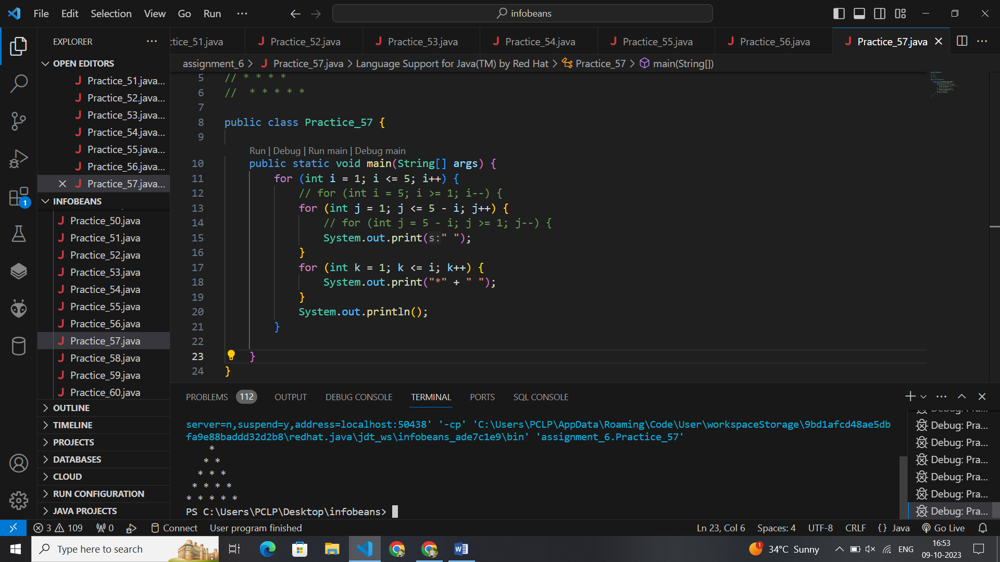 File Edit Selection View Go Run ··· infobeans
EXPLORER ···
OPEN EDITORS
Practice_51.java...
Practice_52.java...
Practice_53.java...
Practice_54.java...
Practice_55.java...
Practice_56.java...
Practice_57.java...
INFOBEANS
Practice_50.java
Practice_51.java
Practice_52.java
Practice_53.java
Practice_54.java
Practice_55.java
Practice_56.java
Practice_57.java
Practice_58.java
Practice_59.java
Practice_60.java
OUTLINE
TIMELINE
PROJECTS
DATABASES
CLOUD
RUN CONFIGURATION
JAVA PROJECTS
1
ctice_51.java Practice_52.java Practice_53.java Practice_54.java Practice_55.java Practice_56.java Practice_57.java
assignment_6 > Practice_57.java > Language Support for Java(TM) by Red Hat > Practice_57 > main(String[])
5 // * * * *
6 //  * * * * *
7
8 public class Practice_57 {
9
Run | Debug | Run main | Debug main
10 public static void main(String[] args) {
11 for (int i = 1; i <= 5; i++) {
12 // for (int i = 5; i >= 1; i--) {
13 for (int j = 1; j <= 5 - i; j++) {
14 // for (int j = 5 - i; j >= 1; j--) {
15 System.out.print(s:" ");
16 }
17 for (int k = 1; k <= i; k++) {
18 System.out.print("*" + " ");
19 }
20 System.out.println();
21 }
22
23 }
24 }
PROBLEMS 112 OUTPUT DEBUG CONSOLE TERMINAL PORTS SQL CONSOLE
server=n,suspend=y,address=localhost:50438' '-cp' 'C:\Users\PCLP\AppData\Roaming\Code\User\workspaceStorage\9bd1afcd48ae5db
fa9e88baddd32d2b8\redhat.java\jdt_ws\infobeans_ade7c1e9\bin' 'assignment_6.Practice_57'
    *
   * *
  * * *
 * * * *
* * * * *
PS C:\Users\PCLP\Desktop\infobeans>
Debug: Pra...
Debug: Pra...
Debug: Pra...
Debug: Pra...
Debug: Pra...
Debug: Pra...
3 109 0 Connect User program finished Ln 23, Col 6 Spaces: 4 UTF-8 CRLF {} Java Go Live
Type here to search 1 34°C Sunny ENG 16:53
09-10-2023